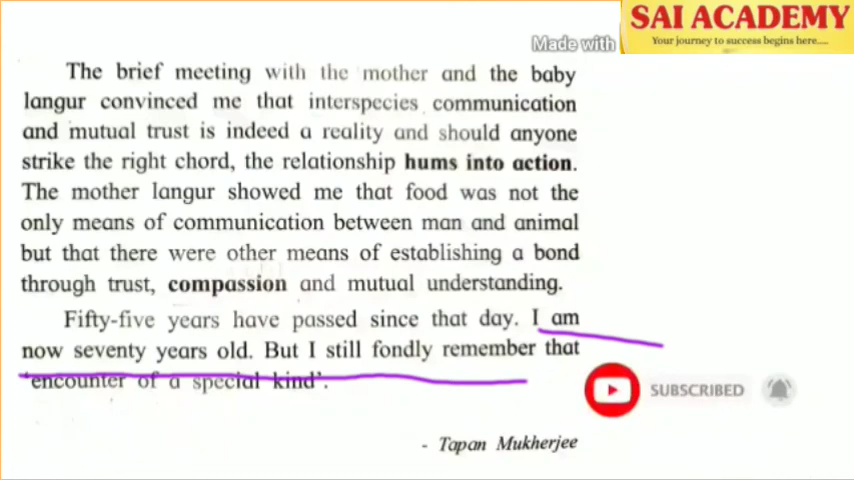 SAI ACADEMY
Your journey to success begins here....
Made with
The brief meeting with the mother and the baby
langur convinced me that interspecies communication
and mutual trust is indeed a reality and should anyone
strike the right chord, the relationship hums into action.
The mother langur showed me that food was not the
only means of communication between man and animal
but that there were other means of establishing a bond
through trust, compassion and mutual understanding.
Fifty-five years have passed since that day. I am
now seventy years old. But I still fondly remember that
'encounter of a special kind'.
- Tapan Mukherjee
SUBSCRIBED